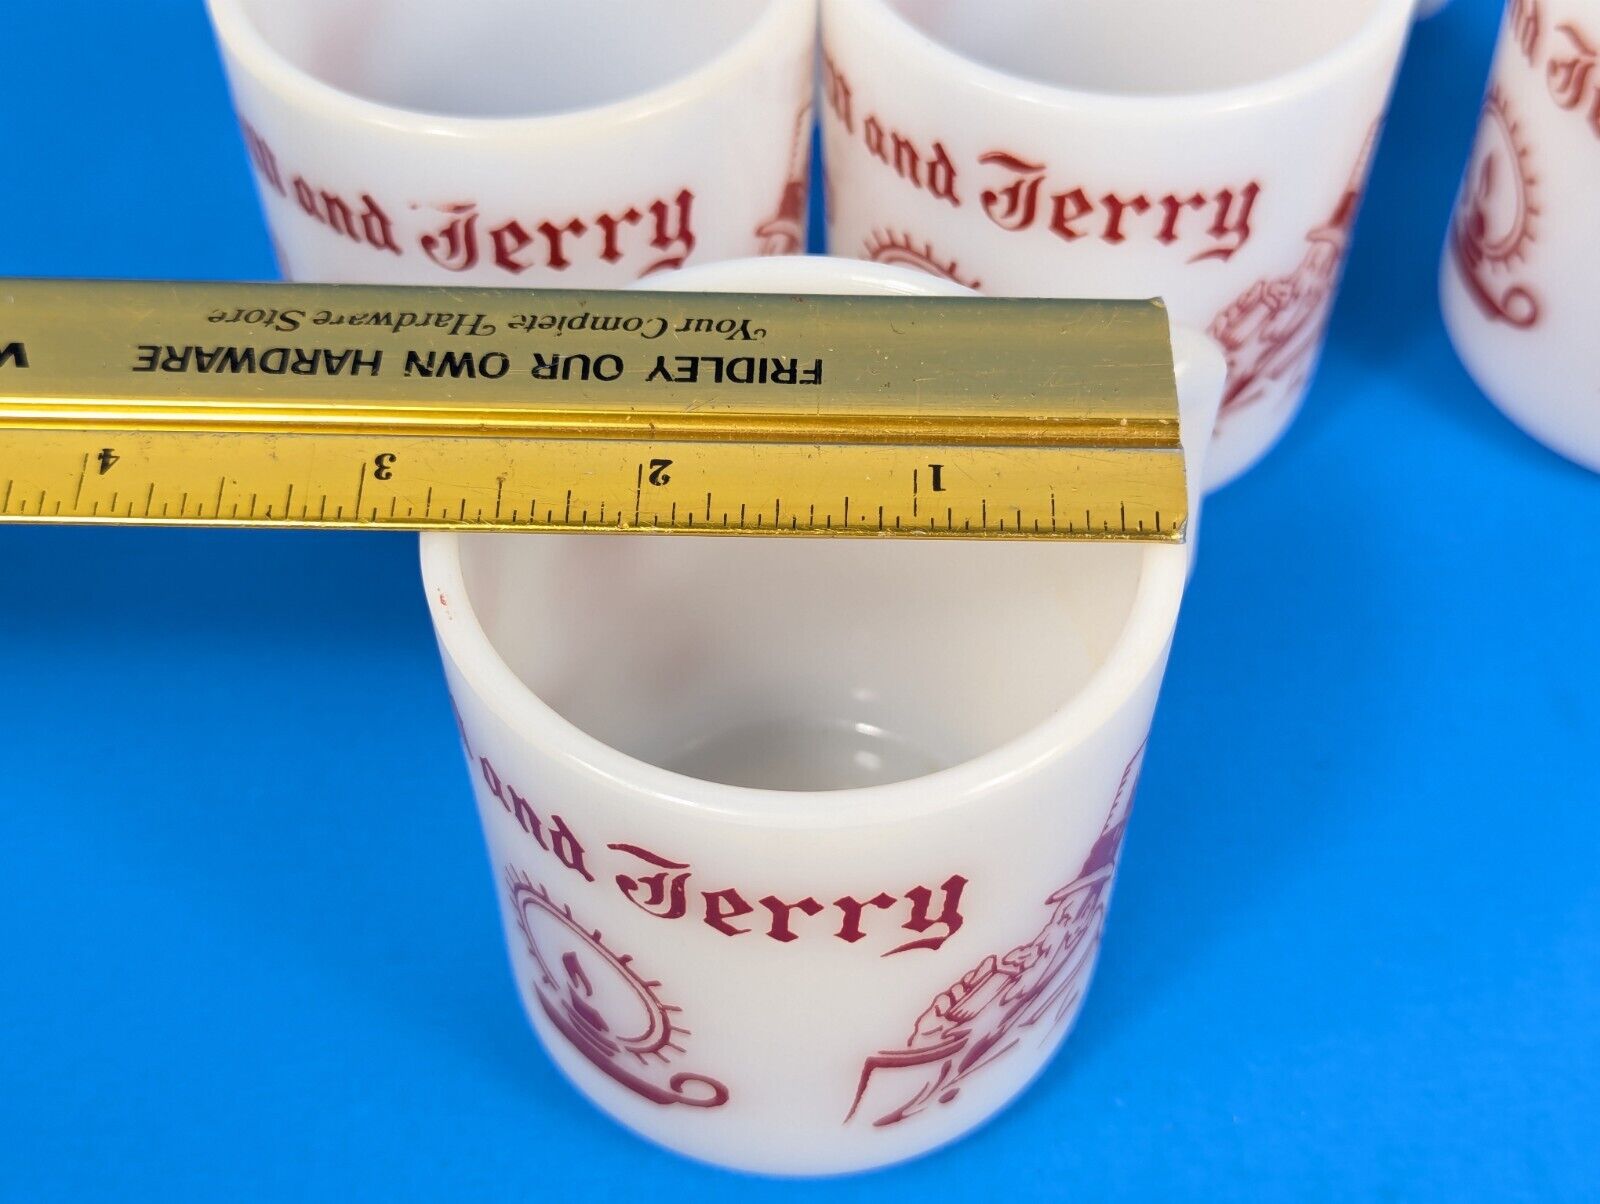 and Jerry
and Jerry
Your Complete Hardware Store
FRIDLEY OUR OWN HARDWARE
1 2 3 4
and Jerry